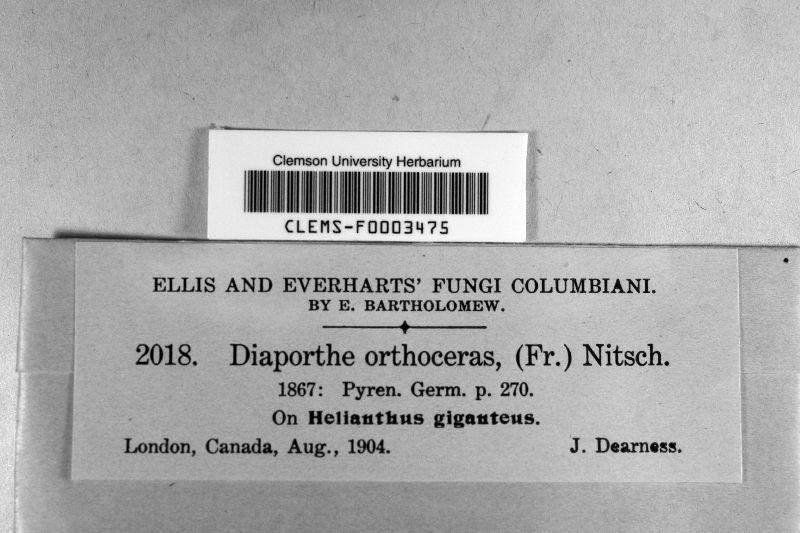 Clemson University Herbarium
CLEMS-F0003475
ELLIS AND EVERHARTS' FUNGI COLUMBIANI.
BY E. BARTHOLOMEW.
2018. Diaporthe orthoceras, (Fr.) Nitsch.
1867: Pyren. Germ. p. 270.
On Helianthus giganteus.
London, Canada, Aug., 1904. J. Dearness.